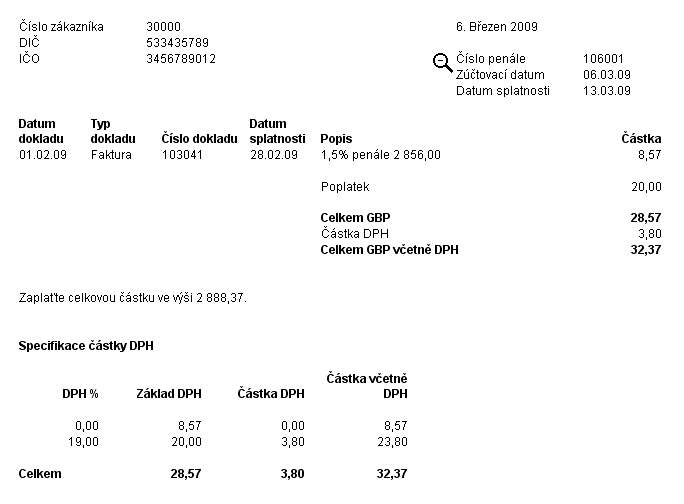 Číslo zákazníka 30000 6. Březen 2009
DIČ 533435789
IČO 3456789012 Číslo penále 106001
Zúčtovací datum 06.03.09
Datum splatnosti 13.03.09
Datum Typ Datum
dokladu dokladu Číslo dokladu splatnosti Popis Částka
01.02.09 Faktura 103041 28.02.09 1,5% penále 2 856,00 8,57
Poplatek 20,00
Celkem GBP 28,57
Částka DPH 3,80
Celkem GBP včetně DPH 32,37
Zaplaťte celkovou částku ve výši 2 888,37.
Specifikace částky DPH
Částka včetně
DPH % Základ DPH Částka DPH DPH
0,00 8,57 0,00 8,57
19,00 20,00 3,80 23,80
Celkem 28,57 3,80 32,37